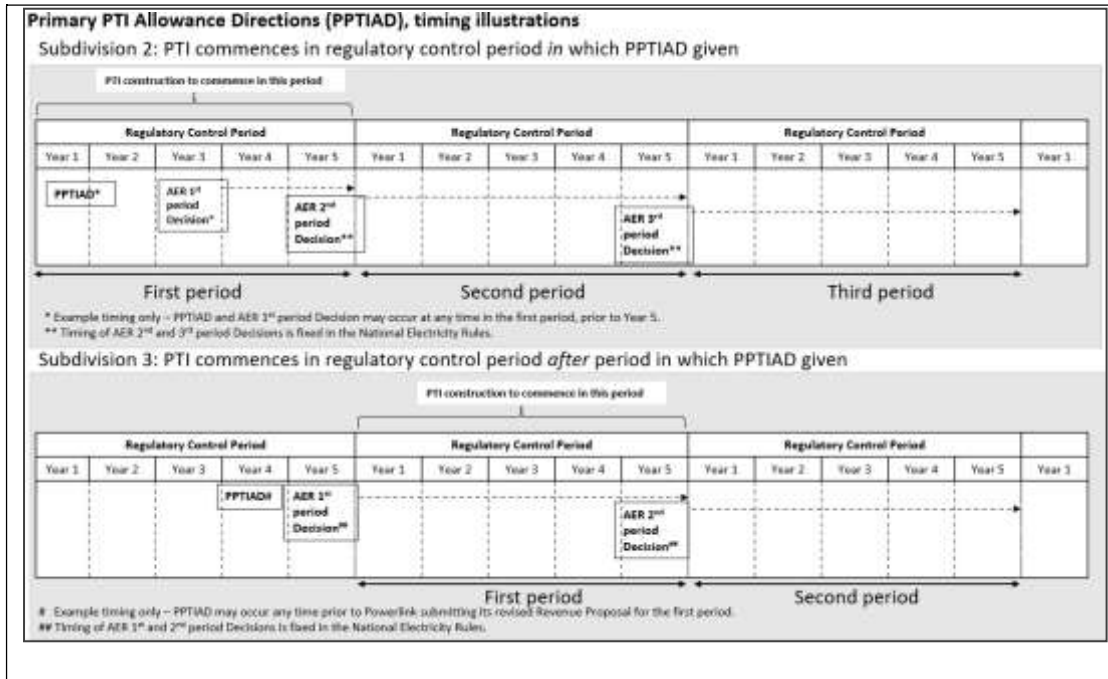 Primary PTI Allowance Directions (PPTIAD), timing illustrations
Subdivision 2: PTI commences in regulatory control period in which PPTIAD given
PTI construction to commence in this period
Regulatory Control Period Regulatory Control Period Regulatory Control Period
Year 1 Year 2 Year 3 Year 4 Year 5 Year 1 Year 2 Year 3 Year 4 Year 5 Year 1 Year 2 Year 3 Year 4 Year 5 Year 1
PPTIAD*
AER 1st
period
Decision*
AER 2nd
period
Decision**
AER 3rd
period
Decision**
First period Second period Third period
* Example timing only – PPTIAD and AER 1st period Decision may occur at any time in the first period, prior to Year 5.
** Timing of AER 2nd and 3rd period Decisions is fixed in the National Electricity Rules.
Subdivision 3: PTI commences in regulatory control period after period in which PPTIAD given
PTI construction to commence in this period
Regulatory Control Period Regulatory Control Period Regulatory Control Period
Year 1 Year 2 Year 3 Year 4 Year 5 Year 1 Year 2 Year 3 Year 4 Year 5 Year 1 Year 2 Year 3 Year 4 Year 5 Year 1
PPTIAD#
AER 1st
period
Decision##
AER 2nd
period
Decision##
First period Second period
# Example timing only – PPTIAD may occur any time prior to Powerlink submitting its revised Revenue Proposal for the first period.
## Timing of AER 1st and 2nd period Decisions is fixed in the National Electricity Rules.